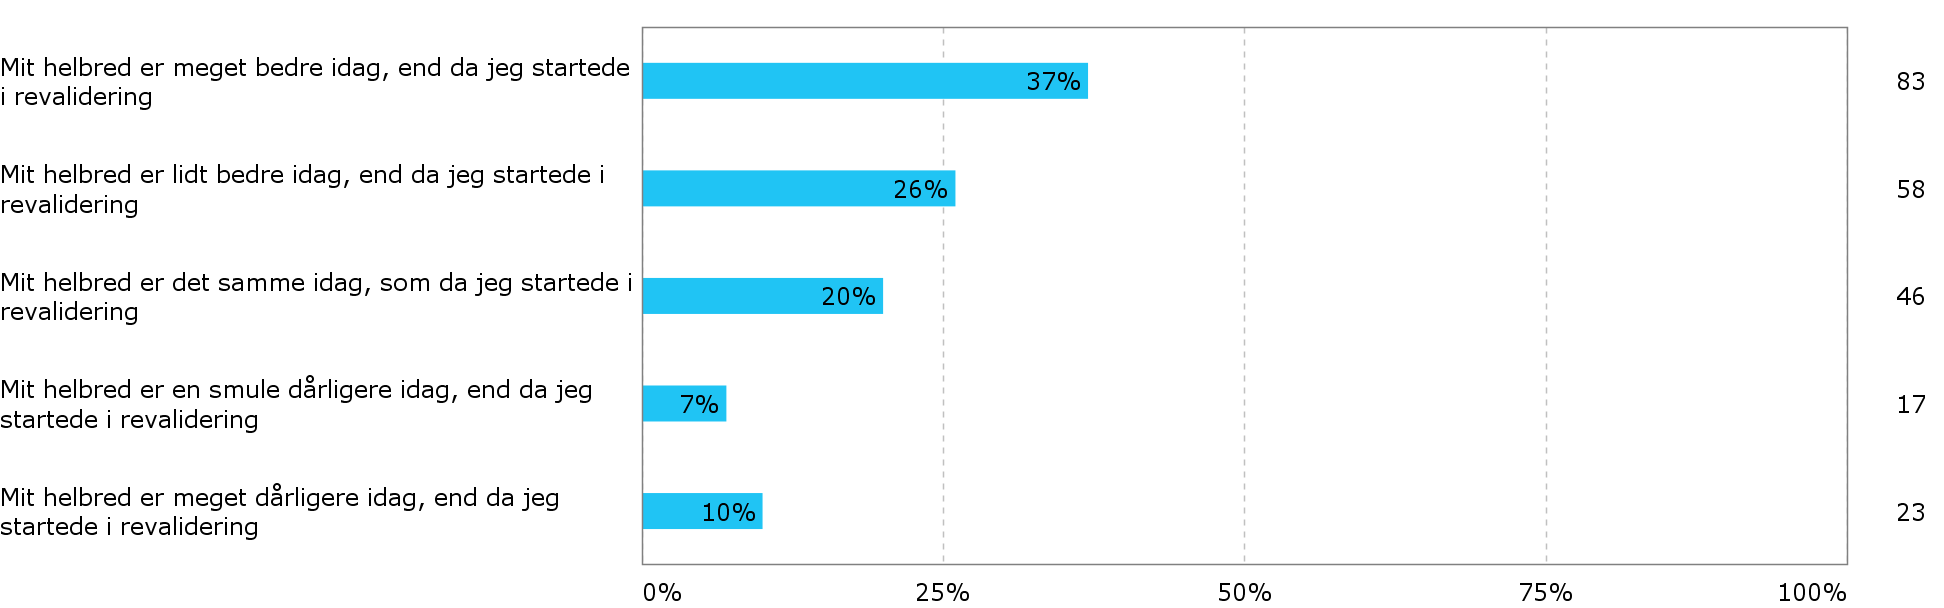 Mit helbred er meget bedre idag, end da jeg startede
i revalidering
37%
83
Mit helbred er lidt bedre idag, end da jeg startede i
revalidering
26%
58
Mit helbred er det samme idag, som da jeg startede i
revalidering
20%
46
Mit helbred er en smule dårligere idag, end da jeg
startede i revalidering
7%
17
Mit helbred er meget dårligere idag, end da jeg
startede i revalidering
10%
23
0% 25% 50% 75% 100%